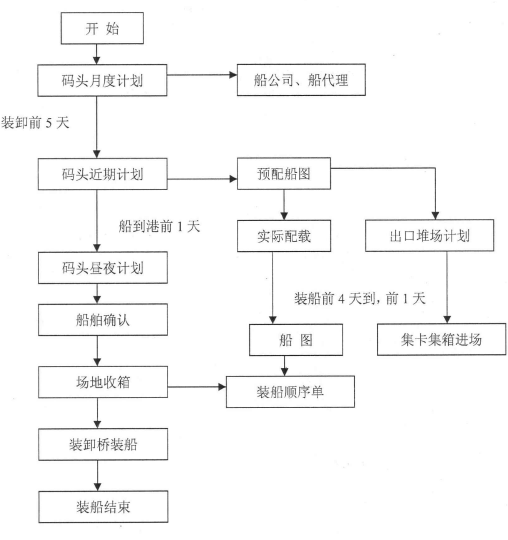 开 始
码头月度计划
船公司、船代理
装卸前 5 天
码头近期计划
预配船图
船到港前 1 天
实际配载
出口堆场计划
码头昼夜计划
装船前 4 天到，前 1 天
船舶确认
船 图
集卡集箱进场
场地收箱
装船顺序单
装卸桥装船
装船结束